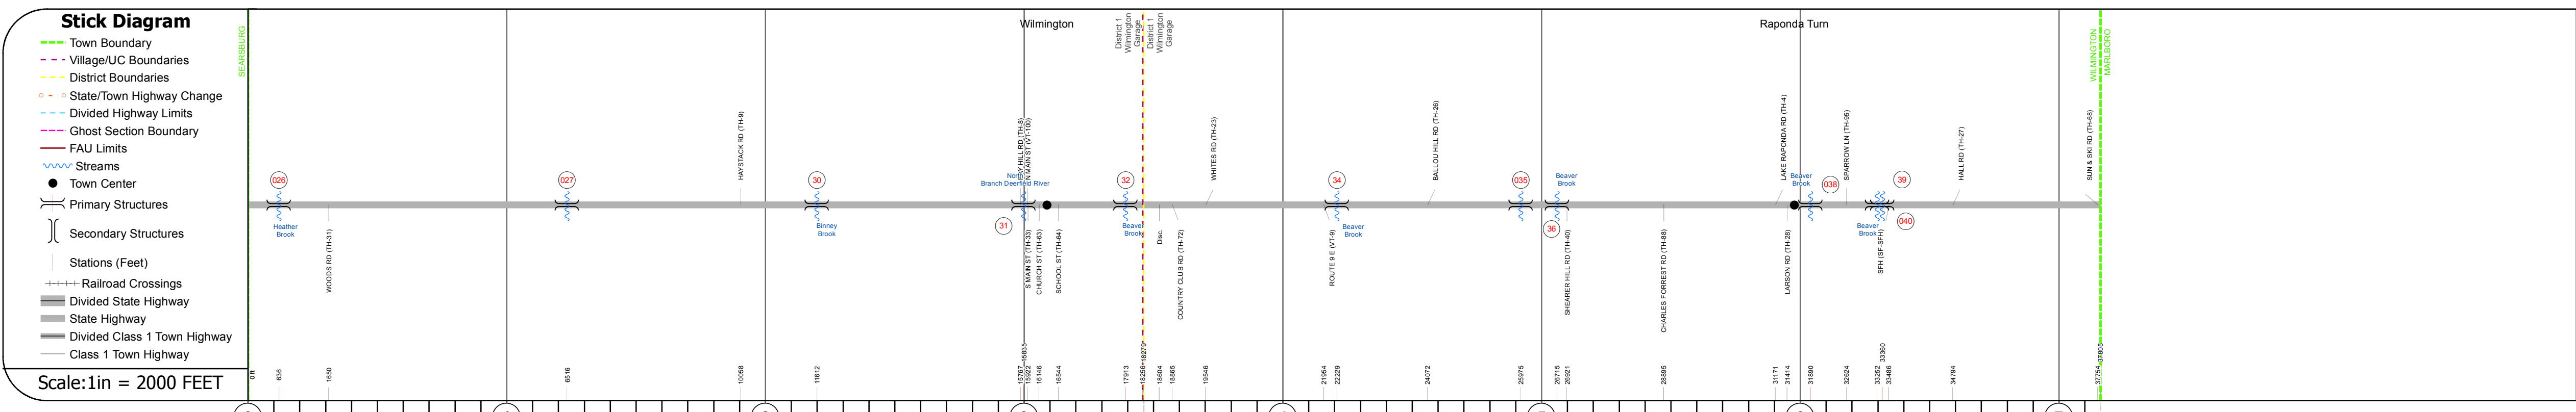 Stick Diagram
Town Boundary
Village/UC Boundaries
District Boundaries
State/Town Highway Change
Divided Highway Limits
Ghost Section Boundary
FAU Limits
Streams
Town Center
Primary Structures
Secondary Structures
Stations (Feet)
Railroad Crossings
Divided State Highway
State Highway
Divided Class 1 Town Highway
Class 1 Town Highway
Scale:1in = 2000 FEET
SEARSBURG
Wilmington
District 1
Wilmington
Garage
District 1
Wilmington
Garage
Raponda Turn
WILMINGTON
MARLBORO
HAYSTACK RD (TH-9)
HILL RD (TH-8)
N MAIN ST (VT-100)
WHITES RD (TH-23)
BALLOU HILL RD (TH-26)
LAKE RAPONDA RD (TH-4)
SPARROW LN (TH-95)
HALL RD (TH-27)
SUN & SKI RD (TH-68)
026
027
30
North
Branch Deerfield River
32
34
035
Beaver
Brook
Beaver
Brook
038
39
Heather
Brook
Binney
Brook
31
Beaver
Brook
Beaver
Brook
36
Beaver
Brook
040
WOODS RD (TH-31)
S MAIN ST (TH-33)
CHURCH ST (TH-63)
SCHOOL ST (TH-64)
Disc.
COUNTRY CLUB RD (TH-72)
ROUTE 9 E (VT-9)
SHEARER HILL RD (TH-40)
CHARLES FORREST RD (TH-88)
LARSON RD (TH-28)
SFH (SF-SFH)
0 ft
636
1650
6516
10058
11612
15767
15835
15922
16146
16544
17913
18256
18279
18604
18865
19546
21954
22229
24072
25975
26715
26921
28895
31171
31414
31890
32624
33252
33360
33486
34794
37754
37805